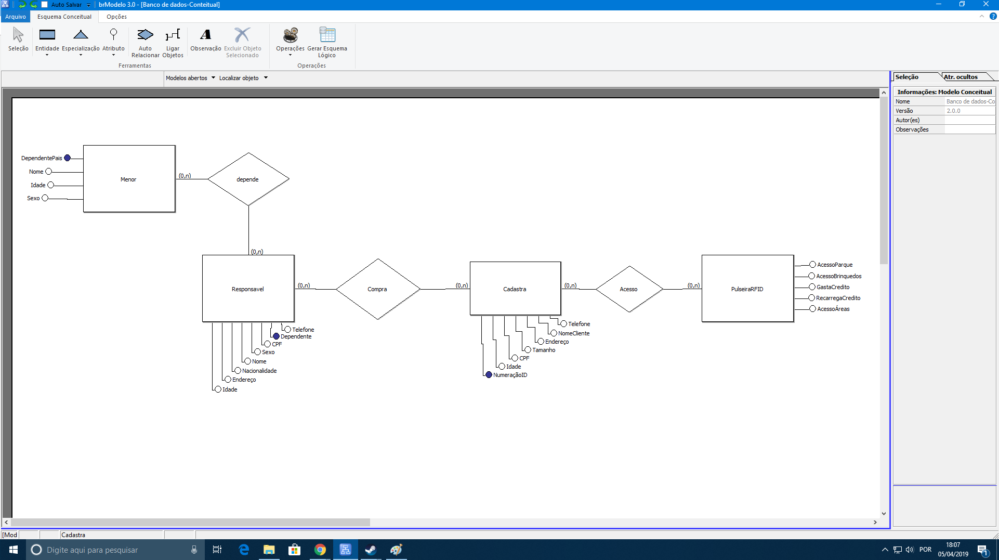 Auto Salvar
brModelo 3.0 - [Banco de dados-Conteitual]
Arquivo
Esquema Conceitual
Opções
Seleção
Entidade
Especialização
Atributo
Auto
Relacionar
Ligar
Objetos
Observação
Excluir Objeto
Selecionado
Operações
Gerar Esquema
Lógico
Ferramentas
Operações
Modelos abertos
Localizar objeto
Seleção
Atr. ocultos
Informações: Modelo Conceitual
Nome Banco de dados-Co
Versão 2.0.0
Autor(es)
Observações
DependentePais
Nome
Idade
Sexo
Menor
(0,n)
depende
(0,n)
Responsavel
(0,n)
Compra
(0,n)
Cadastra
(0,n)
Acesso
(0,n)
PulseiraRFID
AcessoParque
AcessoBrinquedos
GastaCredito
RecarregaCredito
AcessoÁreas
Telefone
Dependente
CPF
Sexo
Nome
Nacionalidade
Endereço
Idade
Telefone
NomeCliente
Endereço
Tamanho
CPF
Idade
NumeraçãoID
[Mod
Cadastra
Digite aqui para pesquisar
POR
18:07
05/04/2019
1